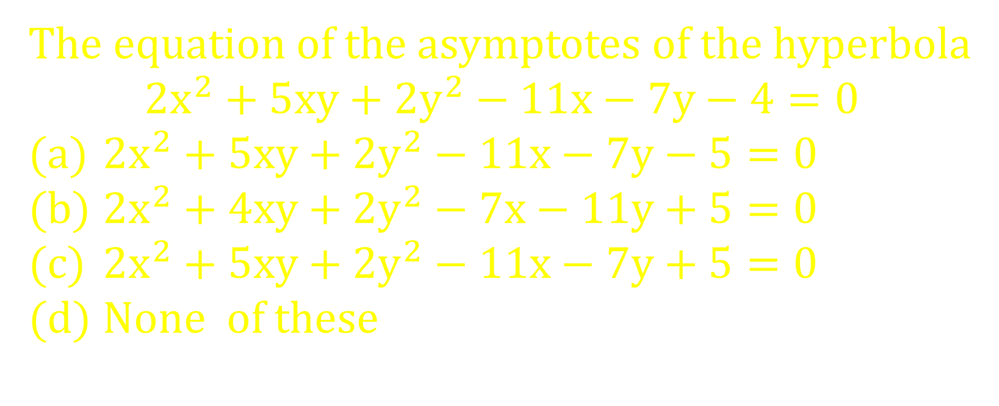 The equation of the asymptotes of the hyperbola
2x² + 5xy + 2y² − 11x − 7y − 4 = 0
(a) 2x² + 5xy + 2y² − 11x − 7y − 5 = 0
(b) 2x² + 4xy + 2y² − 7x − 11y + 5 = 0
(c) 2x² + 5xy + 2y² − 11x − 7y + 5 = 0
(d) None of these